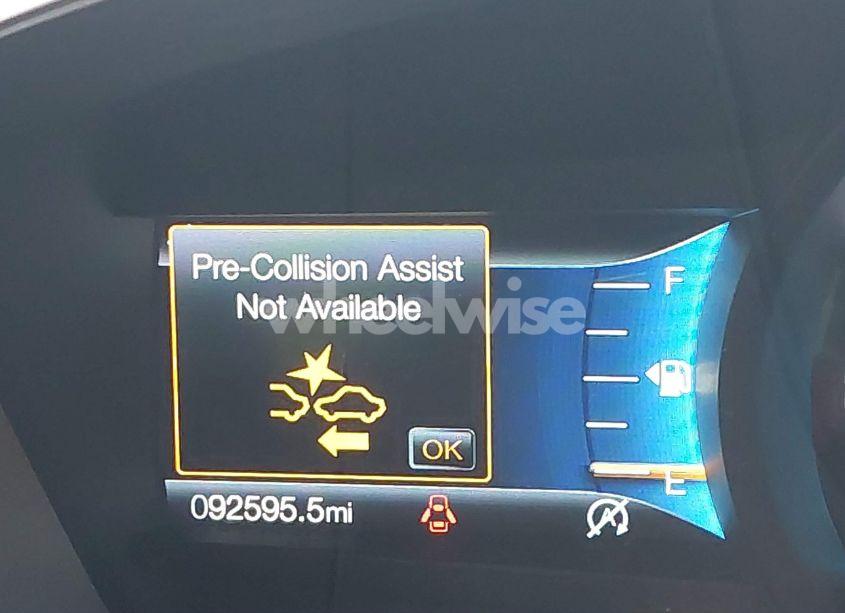 Pre-Collision Assist
Not Available
wheelwise
OK
F
E
092595.5mi
A